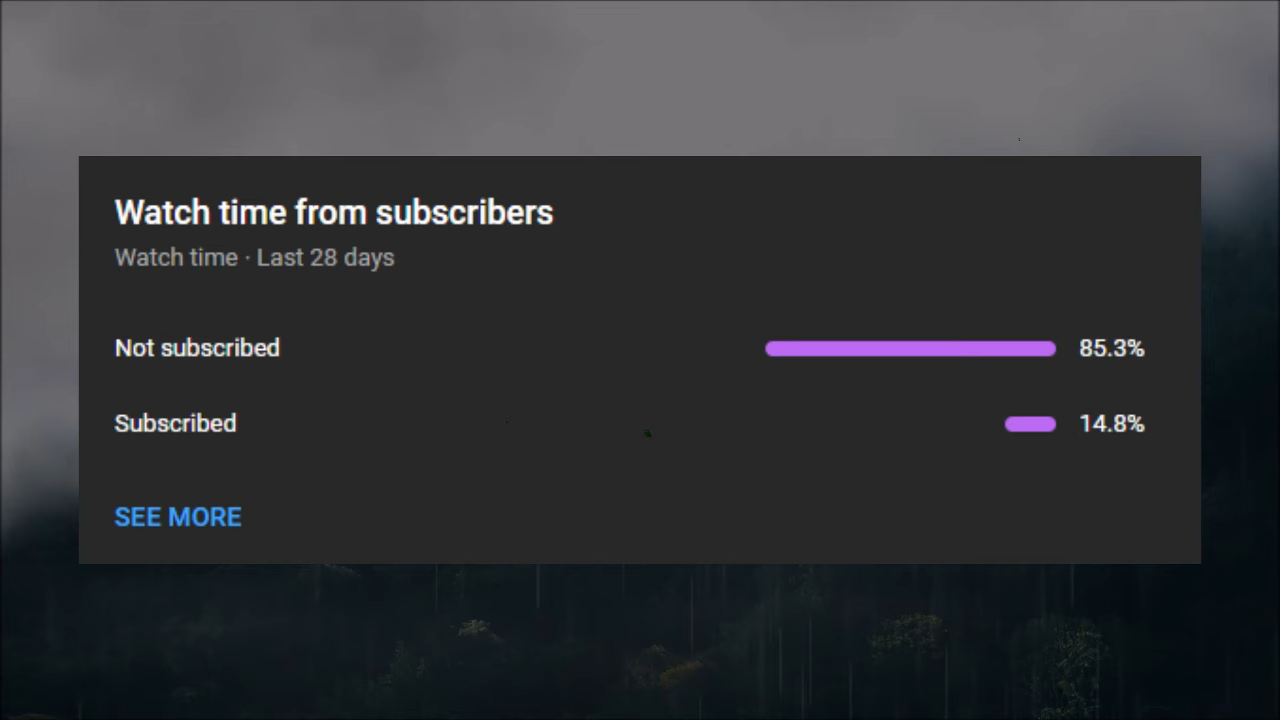 Watch time from subscribers
Watch time · Last 28 days
Not subscribed 85.3%
Subscribed 14.8%
SEE MORE